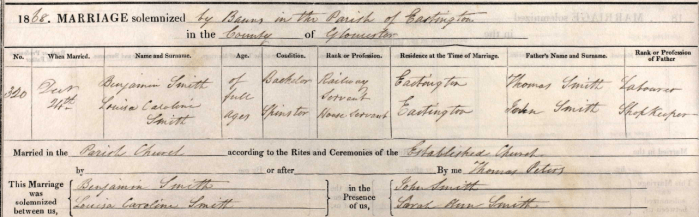 1868. MARRIAGE solemnized by Banns in the Parish of Eastington
in the County of Gloucester
No. When Married. Name and Surname. Age. Condition. Rank or Profession. Residence at the Time of Marriage. Father's Name and Surname. Rank or Profession of Father
320 Decr 24th Benjamin Smith of Bachelor Railway Servant Eastington Thomas Smith Labourer
Louisa Caroline Smith full ages Spinster House Servant Eastington John Smith Shopkeeper
Married in the Parish Church according to the Rites and Ceremonies of the Established Church
by or after By me Thomas Peters
This Marriage was solemnized between us, Benjamin Smith in the Presence of us, John Smith
Louisa Caroline Smith Sarah Ann Smith